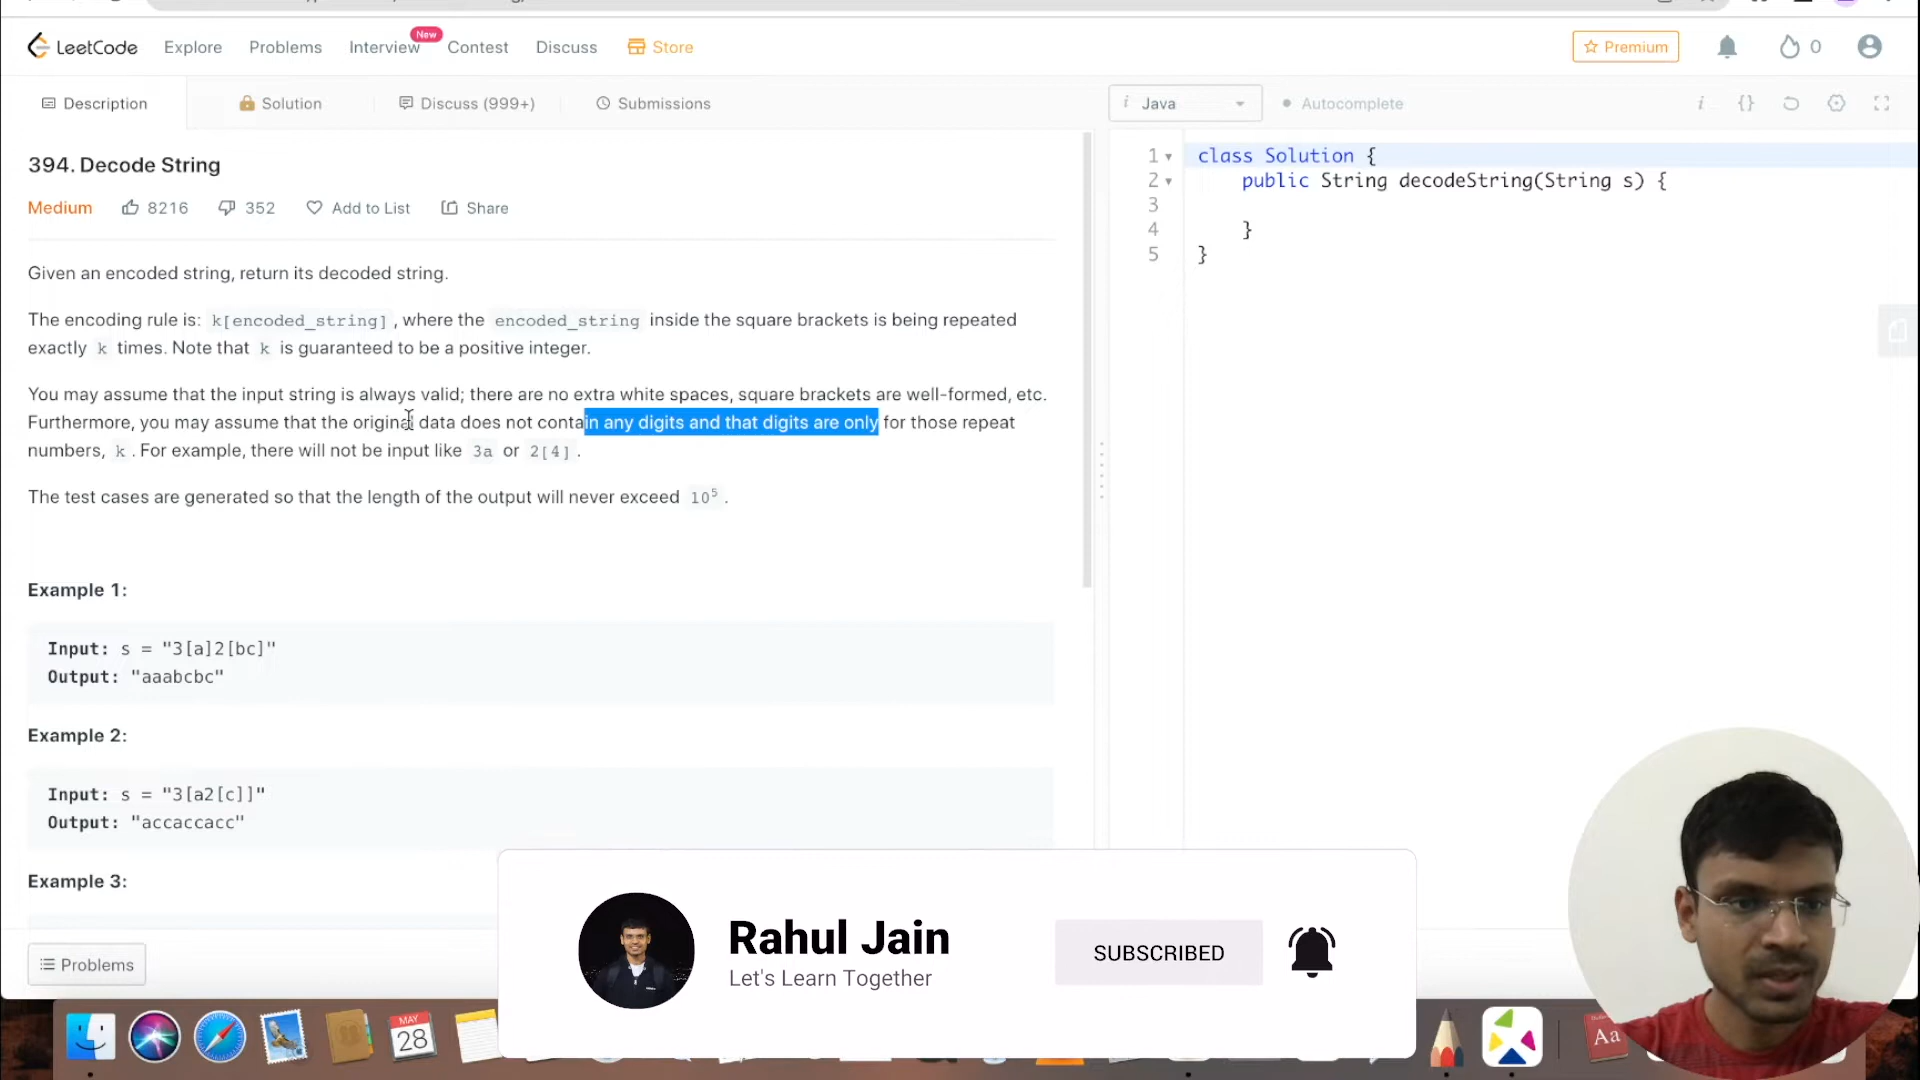 LeetCode Explore Problems Interview New Contest Discuss Store Premium 0
Description Solution Discuss (999+) Submissions
i Java Autocomplete i {}
394. Decode String
Medium 8216 352 Add to List Share
Given an encoded string, return its decoded string.
The encoding rule is: k[encoded_string], where the encoded_string inside the square brackets is being repeated
exactly k times. Note that k is guaranteed to be a positive integer.
You may assume that the input string is always valid; there are no extra white spaces, square brackets are well-formed, etc.
Furthermore, you may assume that the original data does not contain any digits and that digits are only for those repeat
numbers, k. For example, there will not be input like 3a or 2[4].
The test cases are generated so that the length of the output will never exceed 10⁵.
Example 1:
Input: s = "3[a]2[bc]"
Output: "aaabcbc"
Example 2:
Input: s = "3[a2[c]]"
Output: "accaccacc"
Example 3:
Problems
1 class Solution {
2 public String decodeString(String s) {
3
4 }
5 }
Rahul Jain
Let's Learn Together
SUBSCRIBED
MAY
28
Aa